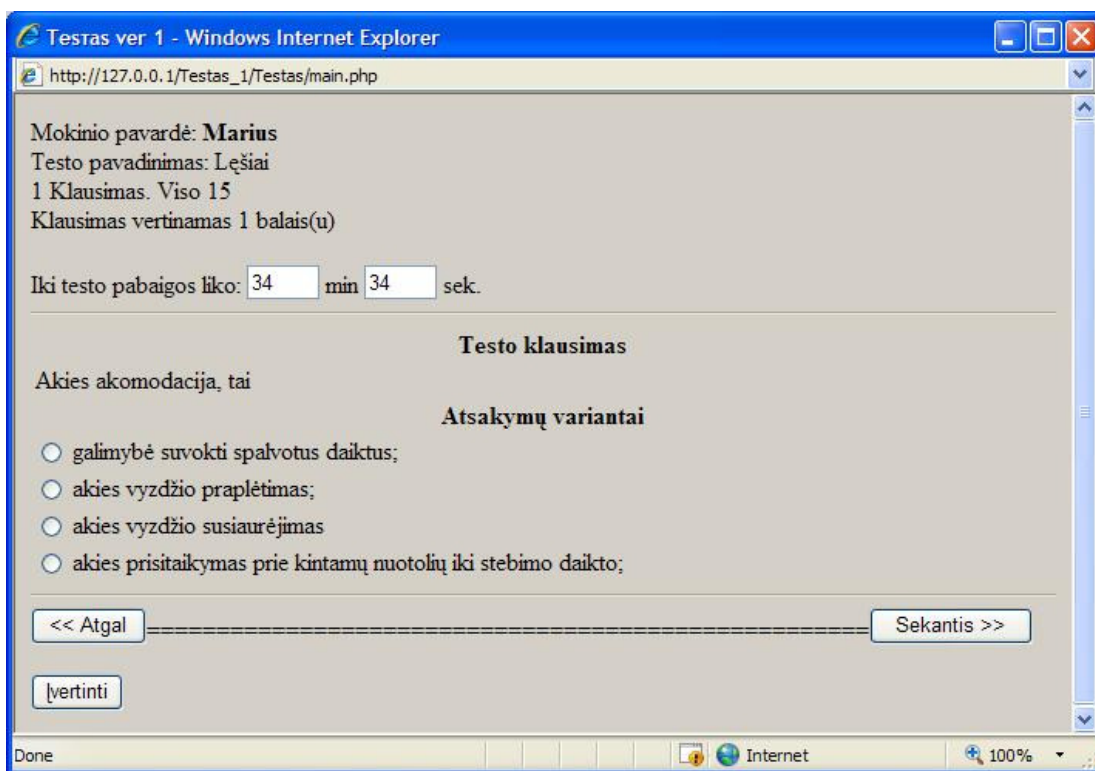 Tesтas ver 1 - Windows Internet Explorer
http://127.0.0.1/Testas_1/Testas/main.php
Mokinio pavardė: Marius
Testo pavadinimas: Lęšiai
1 Klausimas. Viso 15
Klausimas vertinamas 1 balais(u)
Iki testo pabaigos liko: 34 min 34 sek.
Testo klausimas
Akies akomodacija, tai
Atsakymų variantai
galimybė suvokti spalvotus daiktus;
akies vyzdžio praplėtimas;
akies vyzdžio susiaurėjimas
akies prisitaikymas prie kintamų nuotolių iki stebimo daikto;
<< Atgal ==================================================== Sekantis >>
Įvertinti
Done Internet 100%